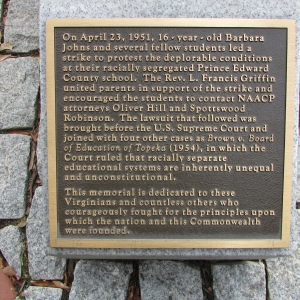 On April 23, 1951, 16 - year - old Barbara
Johns and several fellow students led a
strike to protest the deplorable conditions
at their racially segregated Prince Edward
County school. The Rev. L. Francis Griffin
united parents in support of the strike and
encouraged the students to contact NAACP
attorneys Oliver Hill and Spottswood
Robinson. The lawsuit that followed was
brought before the U.S. Supreme Court and
joined with four other cases as Brown v. Board
of Education of Topeka (1954), in which the
Court ruled that racially separate
educational systems are inherently unequal
and unconstitutional.
This memorial is dedicated to these
Virginians and countless others who
courageously fought for the principles upon
which the nation and this Commonwealth
were founded.